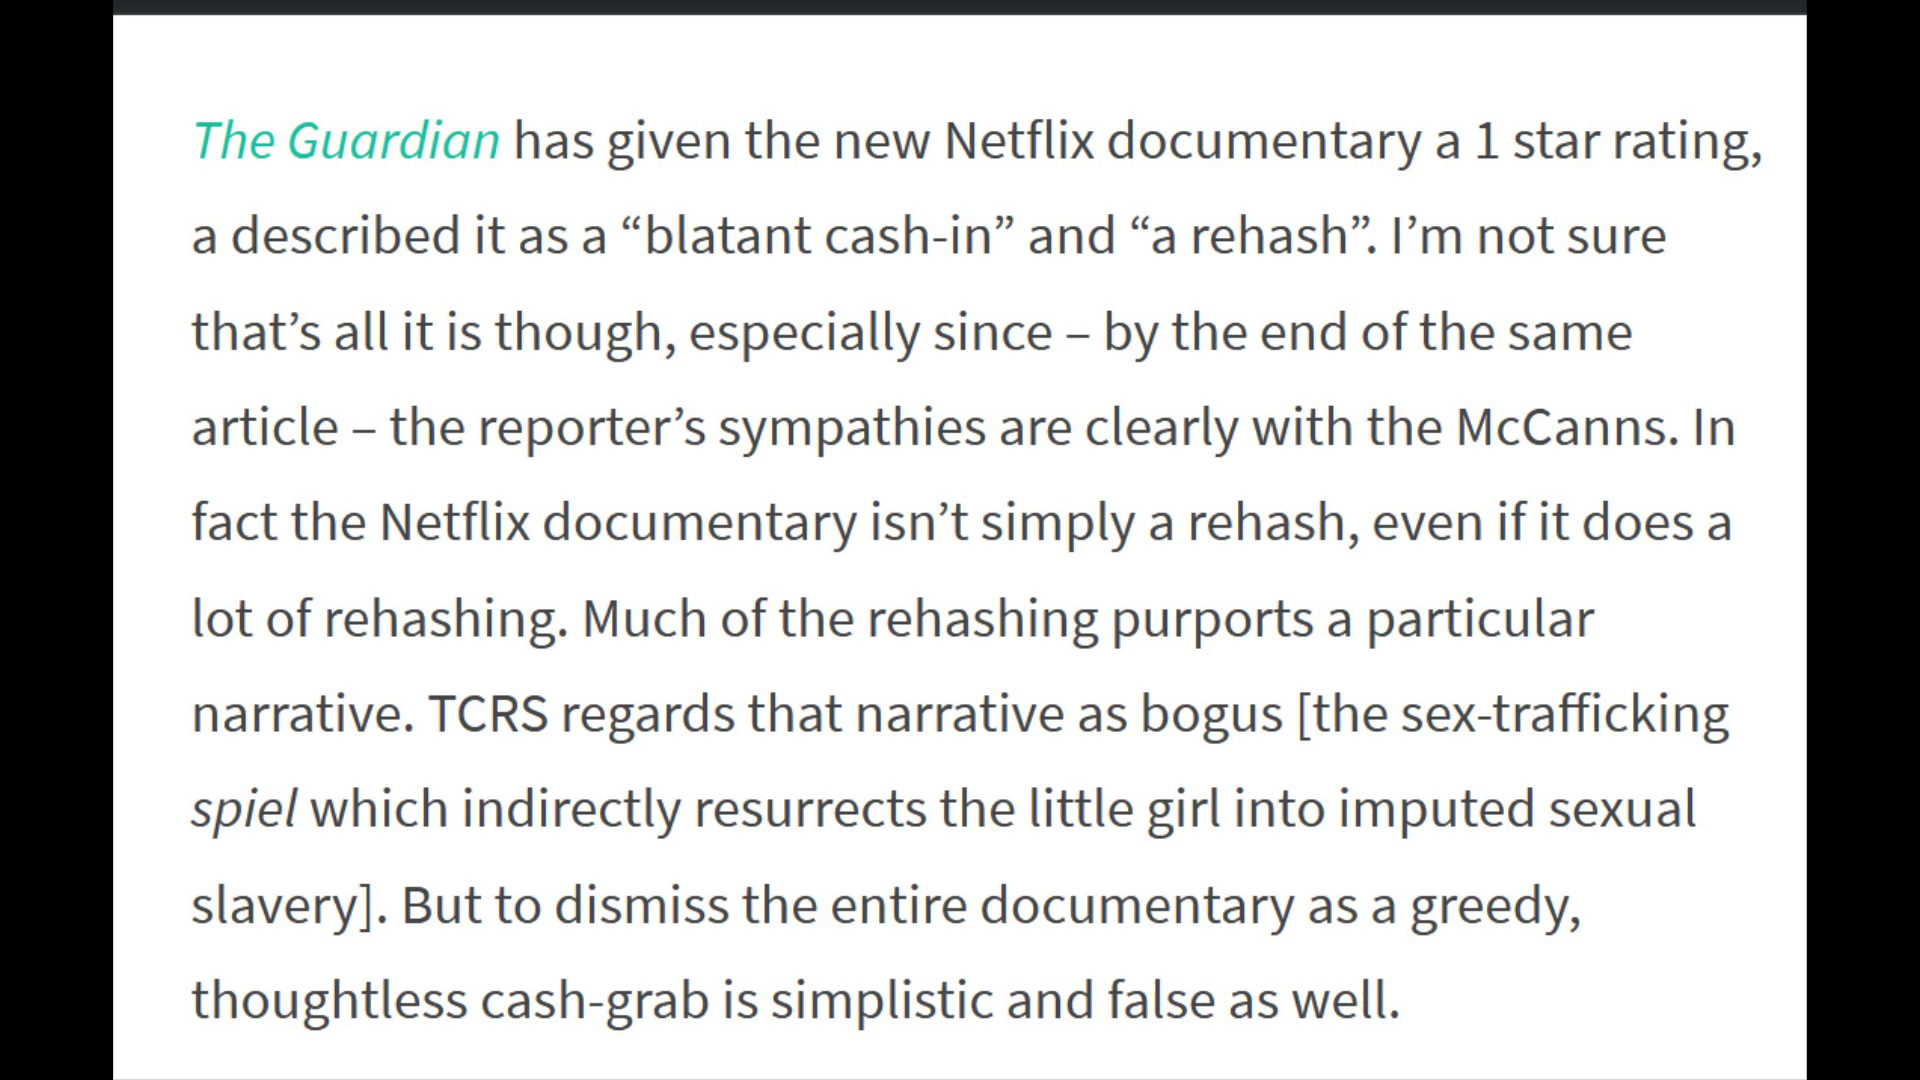 The Guardian has given the new Netflix documentary a 1 star rating,
a described it as a “blatant cash-in” and “a rehash”. I’m not sure
that’s all it is though, especially since – by the end of the same
article – the reporter’s sympathies are clearly with the McCanns. In
fact the Netflix documentary isn’t simply a rehash, even if it does a
lot of rehashing. Much of the rehashing purports a particular
narrative. TCRS regards that narrative as bogus [the sex-trafficking
spiel which indirectly resurrects the little girl into imputed sexual
slavery]. But to dismiss the entire documentary as a greedy,
thoughtless cash-grab is simplistic and false as well.